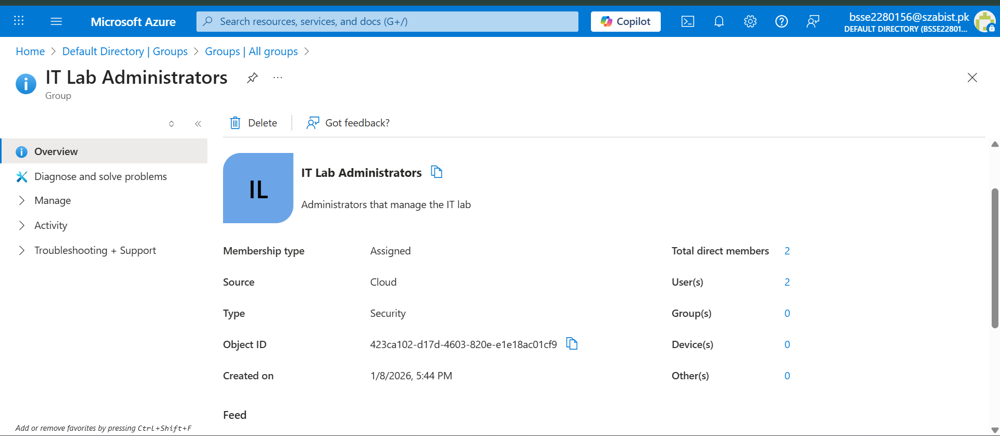 Microsoft Azure
Search resources, services, and docs (G+/)
Copilot
bsse2280156@szabist.pk
DEFAULT DIRECTORY (BSSE22801...
Home > Default Directory | Groups > Groups | All groups >
IT Lab Administrators
...
Group
Delete
Got feedback?
Overview
Diagnose and solve problems
Manage
Activity
Troubleshooting + Support
Add or remove favorites by pressing Ctrl+Shift+F
IL
IT Lab Administrators
Administrators that manage the IT lab
Membership type Assigned Total direct members 2
Source Cloud User(s) 2
Type Security Group(s) 0
Object ID 423ca102-d17d-4603-820e-e1e18ac01cf9 Device(s) 0
Created on 1/8/2026, 5:44 PM Other(s) 0
Feed